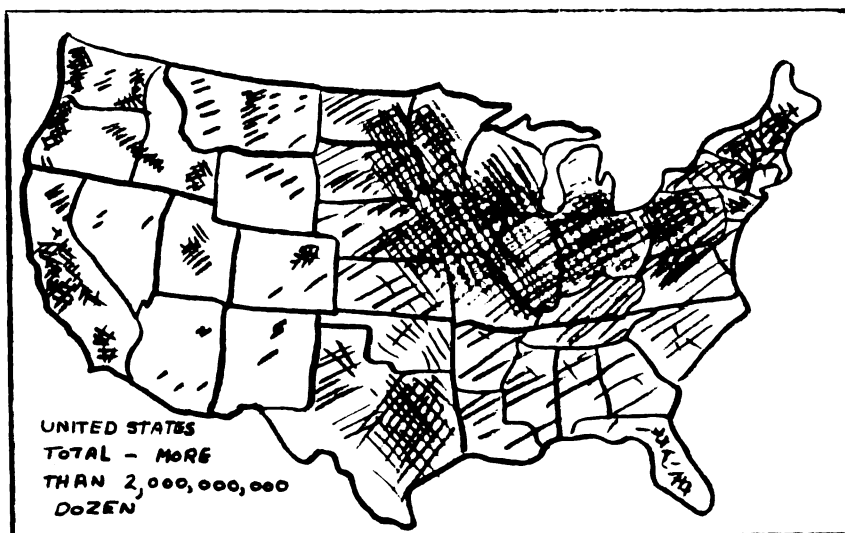 UNITED STATES
TOTAL - MORE
THAN 2,000,000,000
DOZEN